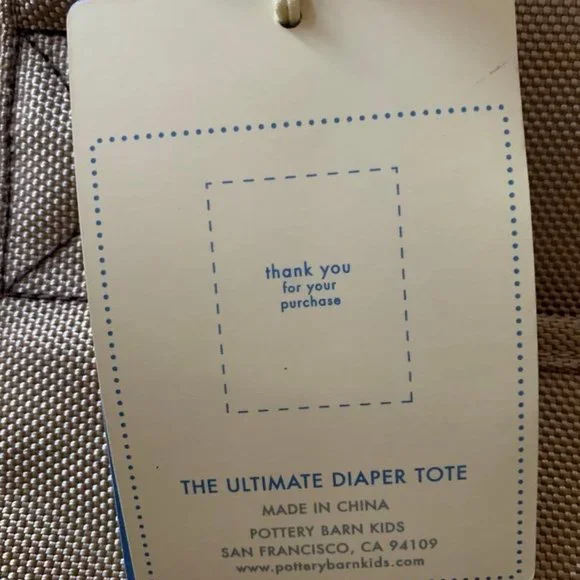 thank you
for your
purchase
THE ULTIMATE DIAPER TOTE
MADE IN CHINA
POTTERY BARN KIDS
SAN FRANCISCO, CA 94109
www.potterybarnkids.com